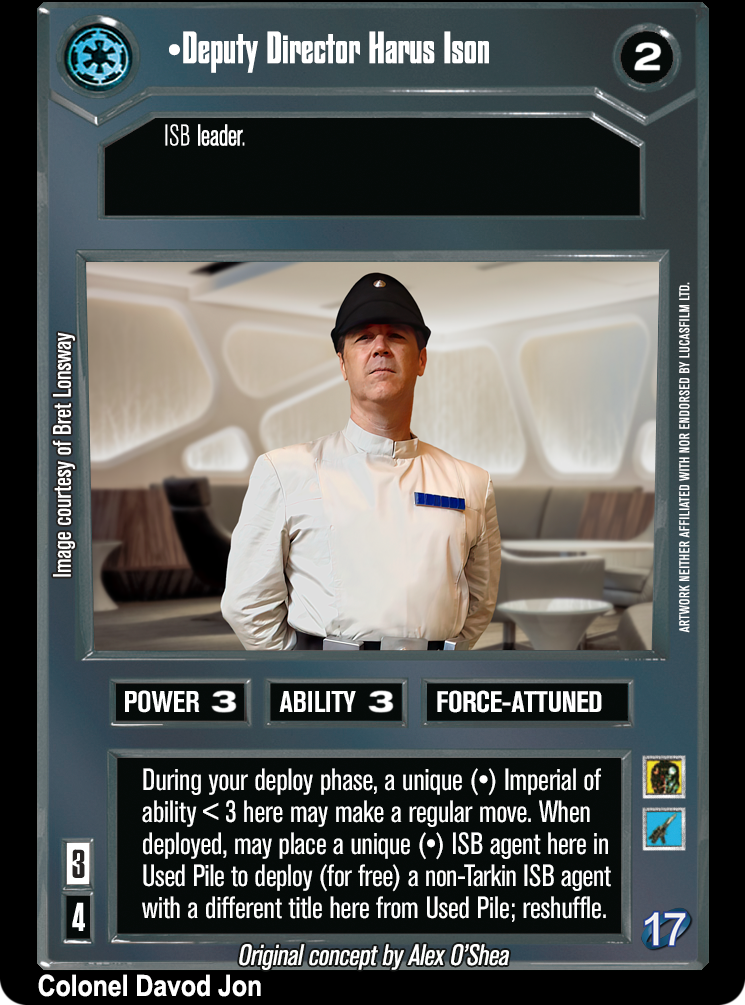 •Deputy Director Harus Ison
2
ISB leader.
Image courtesy of Bret Lonsway
ARTWORK NEITHER AFFILIATED WITH NOR ENDORSED BY LUCASFILM LTD.
POWER 3
ABILITY 3
FORCE-ATTUNED
During your deploy phase, a unique (•) Imperial of
ability < 3 here may make a regular move. When
deployed, may place a unique (•) ISB agent here in
Used Pile to deploy (for free) a non-Tarkin ISB agent
with a different title here from Used Pile; reshuffle.
3
4
17
Original concept by Alex O'Shea
Colonel Davod Jon